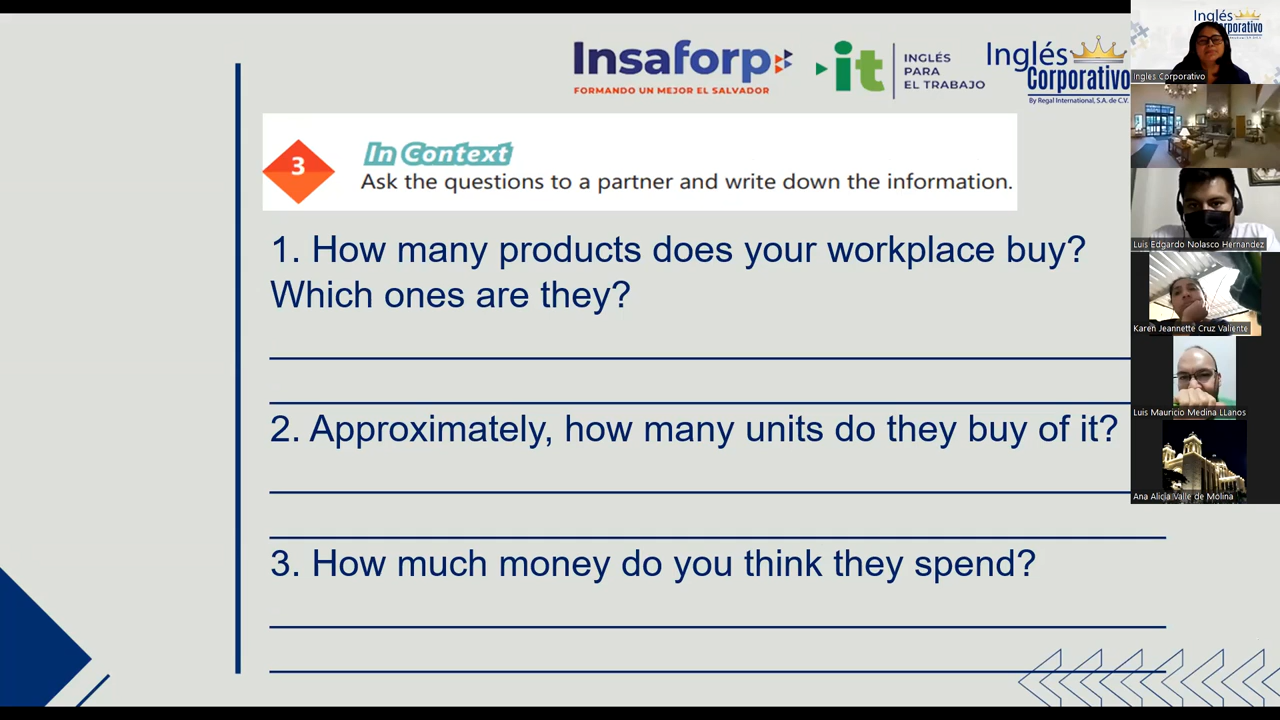 Insaforp
FORMANDO UN MEJOR EL SALVADOR
it
INGLÉS
PARA
EL TRABAJO
Inglés
Corporativo
By Regal International, S.A. de C.V.
3
In Context
Ask the questions to a partner and write down the information.
1. How many products does your workplace buy?
Which ones are they?
2. Approximately, how many units do they buy of it?
3. How much money do you think they spend?
Inglés
Corporativo
Ingles Corporativo
Luis Edgardo Nolasco Hernandez
Karen Jeannette Cruz Valiente
Luis Mauricio Medina LLanos
Ana Alicia Valle de Molina